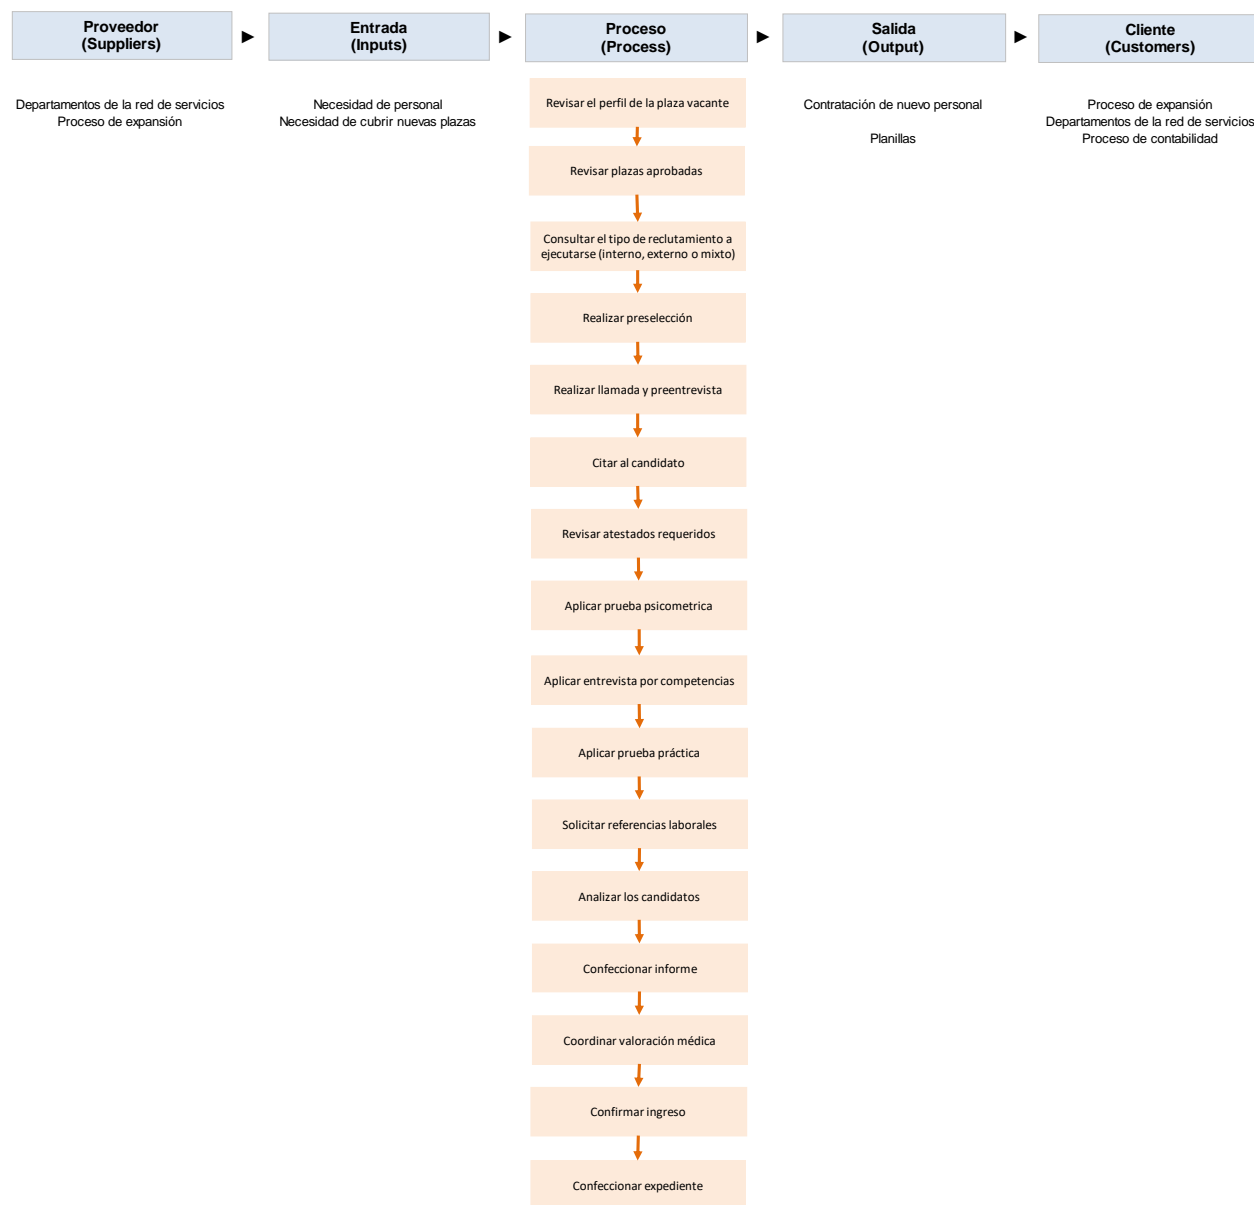 Proveedor
(Suppliers)
Entrada
(Inputs)
Proceso
(Process)
Salida
(Output)
Cliente
(Customers)
Departamentos de la red de servicios
Proceso de expansión
Necesidad de personal
Necesidad de cubrir nuevas plazas
Revisar el perfil de la plaza vacante
Revisar plazas aprobadas
Consultar el tipo de reclutamiento a
ejecutarse (interno, externo o mixto)
Realizar preselección
Realizar llamada y preentrevista
Citar al candidato
Revisar atestados requeridos
Aplicar prueba psicometrica
Aplicar entrevista por competencias
Aplicar prueba práctica
Solicitar referencias laborales
Analizar los candidatos
Confeccionar informe
Coordinar valoración médica
Confirmar ingreso
Confeccionar expediente
Contratación de nuevo personal
Planillas
Proceso de expansión
Departamentos de la red de servicios
Proceso de contabilidad